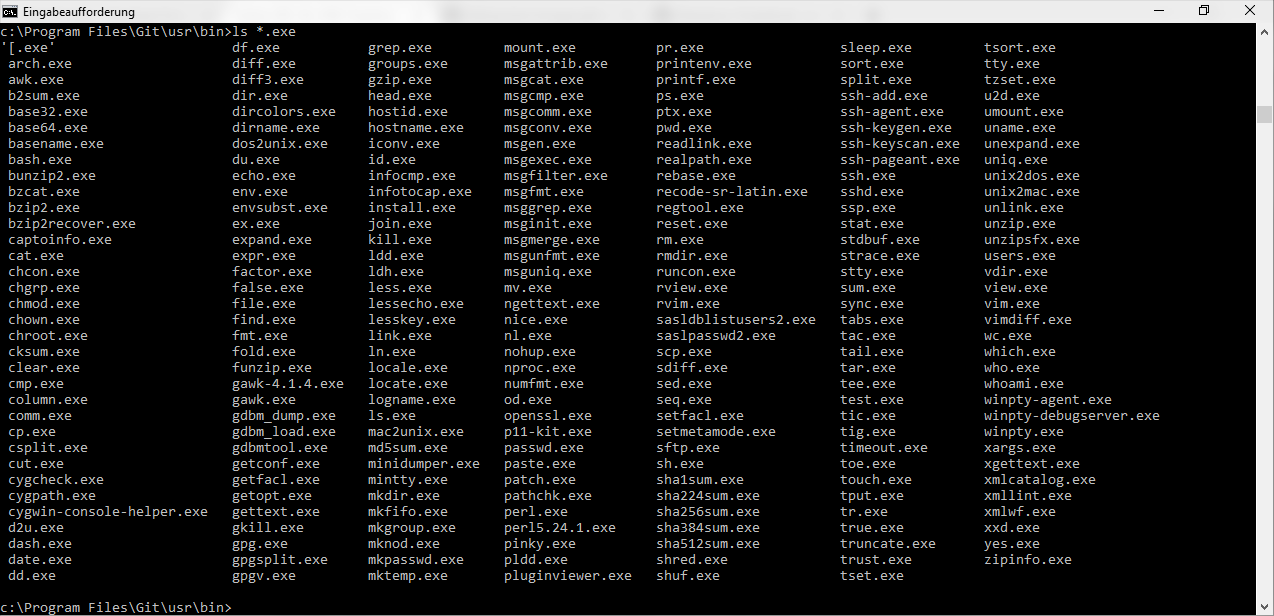 Eingabeaufforderung
c:\Program Files\Git\usr\bin>ls *.exe
'[.exe' df.exe grep.exe mount.exe pr.exe sleep.exe tsort.exe
arch.exe diff.exe groups.exe msgattrib.exe printenv.exe sort.exe tty.exe
awk.exe diff3.exe gzip.exe msgcat.exe printf.exe split.exe tzset.exe
b2sum.exe dir.exe head.exe msgcmp.exe ps.exe ssh-add.exe u2d.exe
base32.exe dircolors.exe hostid.exe msgcomm.exe ptx.exe ssh-agent.exe umount.exe
base64.exe dirname.exe hostname.exe msgconv.exe pwd.exe ssh-keygen.exe uname.exe
basename.exe dos2unix.exe iconv.exe msgen.exe readlink.exe ssh-keyscan.exe unexpand.exe
bash.exe du.exe id.exe msgexec.exe realpath.exe ssh-pageant.exe uniq.exe
bunzip2.exe echo.exe infocmp.exe msgfilter.exe rebase.exe ssh.exe unix2dos.exe
bzcat.exe env.exe infotocap.exe msgfmt.exe recode-sr-latin.exe sshd.exe unix2mac.exe
bzip2.exe envsubst.exe install.exe msggrep.exe regtool.exe ssp.exe unlink.exe
bzip2recover.exe ex.exe join.exe msginit.exe reset.exe stat.exe unzip.exe
captoinfo.exe expand.exe kill.exe msgmerge.exe rm.exe stdbuf.exe unzipsfx.exe
cat.exe expr.exe ldd.exe msgunfmt.exe rmdir.exe strace.exe users.exe
chcon.exe factor.exe ldh.exe msguniq.exe runcon.exe stty.exe vdir.exe
chgrp.exe false.exe less.exe mv.exe rview.exe sum.exe view.exe
chmod.exe file.exe lessecho.exe ngettext.exe rvim.exe sync.exe vim.exe
chown.exe find.exe lesskey.exe nice.exe sasldblistusers2.exe tabs.exe vimdiff.exe
chroot.exe fmt.exe link.exe nl.exe saslpasswd2.exe tac.exe wc.exe
cksum.exe fold.exe ln.exe nohup.exe scp.exe tail.exe which.exe
clear.exe funzip.exe locale.exe nproc.exe sdiff.exe tar.exe who.exe
cmp.exe gawk-4.1.4.exe locate.exe numfmt.exe sed.exe tee.exe whoami.exe
column.exe gawk.exe logname.exe od.exe seq.exe test.exe winpty-agent.exe
comm.exe gdbm_dump.exe ls.exe openssl.exe setfacl.exe tic.exe winpty-debugserver.exe
cp.exe gdbm_load.exe mac2unix.exe p11-kit.exe setmetamode.exe tig.exe winpty.exe
csplit.exe gdbmtool.exe md5sum.exe passwd.exe sftp.exe timeout.exe xargs.exe
cut.exe getconf.exe minidumper.exe paste.exe sh.exe toe.exe xgettext.exe
cygcheck.exe getfacl.exe mintty.exe patch.exe sha1sum.exe touch.exe xmlcatalog.exe
cygpath.exe getopt.exe mkdir.exe pathchk.exe sha224sum.exe tput.exe xmllint.exe
cygwin-console-helper.exe gettext.exe mkfifo.exe perl.exe sha256sum.exe tr.exe xmlwf.exe
d2u.exe gkill.exe mkgroup.exe perl5.24.1.exe sha384sum.exe true.exe xxd.exe
dash.exe gpg.exe mknod.exe pinky.exe sha512sum.exe truncate.exe yes.exe
date.exe gpgsplit.exe mkpasswd.exe pldd.exe shred.exe trust.exe zipinfo.exe
dd.exe gpgv.exe mktemp.exe pluginviewer.exe shuf.exe tset.exe
c:\Program Files\Git\usr\bin>